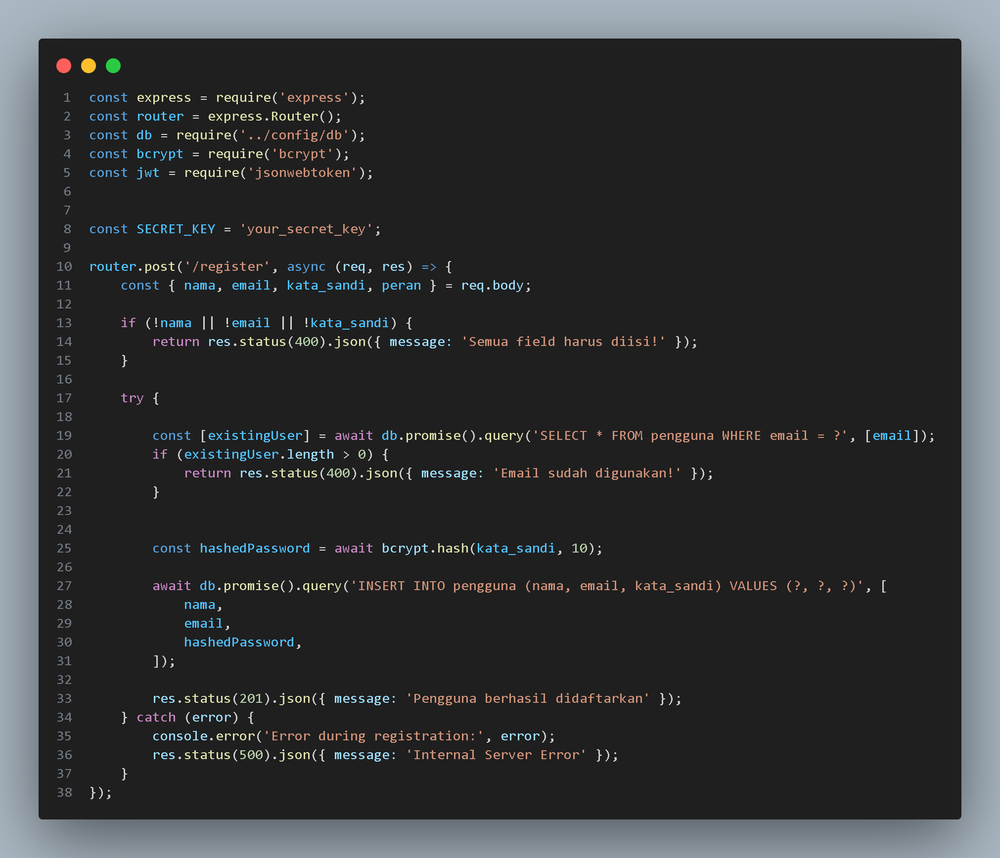 1 const express = require('express');
2 const router = express.Router();
3 const db = require('../config/db');
4 const bcrypt = require('bcrypt');
5 const jwt = require('jsonwebtoken');
6
7
8 const SECRET_KEY = 'your_secret_key';
9
10 router.post('/register', async (req, res) => {
11     const { nama, email, kata_sandi, peran } = req.body;
12
13     if (!nama || !email || !kata_sandi) {
14         return res.status(400).json({ message: 'Semua field harus diisi!' });
15     }
16
17     try {
18
19         const [existingUser] = await db.promise().query('SELECT * FROM pengguna WHERE email = ?', [email]);
20         if (existingUser.length > 0) {
21             return res.status(400).json({ message: 'Email sudah digunakan!' });
22         }
23
24
25         const hashedPassword = await bcrypt.hash(kata_sandi, 10);
26
27         await db.promise().query('INSERT INTO pengguna (nama, email, kata_sandi) VALUES (?, ?, ?)', [
28             nama,
29             email,
30             hashedPassword,
31         ]);
32
33         res.status(201).json({ message: 'Pengguna berhasil didaftarkan' });
34     } catch (error) {
35         console.error('Error during registration:', error);
36         res.status(500).json({ message: 'Internal Server Error' });
37     }
38 });